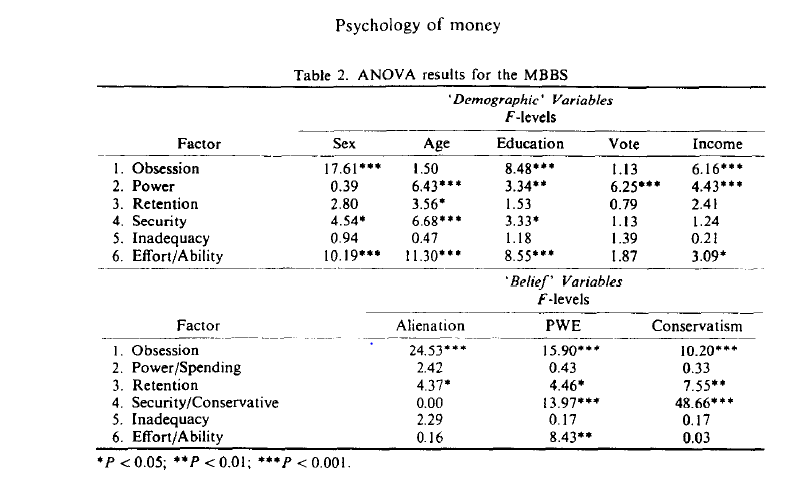 Psychology of money
Table 2. ANOVA results for the MBBS
'Demographic' Variables
F-levels
Factor Sex Age Education Vote Income
1. Obsession 17.61*** 1.50 8.48*** 1.13 6.16***
2. Power 0.39 6.43*** 3.34** 6.25*** 4.43***
3. Retention 2.80 3.56* 1.53 0.79 2.41
4. Security 4.54* 6.68*** 3.33* 1.13 1.24
5. Inadequacy 0.94 0.47 1.18 1.39 0.21
6. Effort/Ability 10.19*** 11.30*** 8.55*** 1.87 3.09*
'Belief' Variables
F-levels
Factor Alienation PWE Conservatism
1. Obsession 24.53*** 15.90*** 10.20***
2. Power/Spending 2.42 0.43 0.33
3. Retention 4.37* 4.46* 7.55**
4. Security/Conservative 0.00 13.97*** 48.66***
5. Inadequacy 2.29 0.17 0.17
6. Effort/Ability 0.16 8.43** 0.03
*P < 0.05; **P < 0.01; ***P < 0.001.